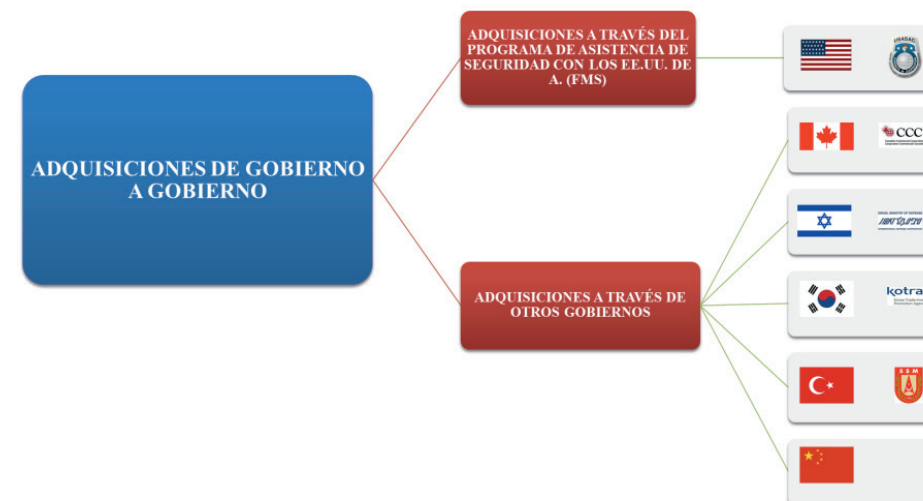 ADQUISICIONES DE GOBIERNO
A GOBIERNO
ADQUISICIONES A TRAVÉS DEL
PROGRAMA DE ASISTENCIA DE
SEGURIDAD CON LOS EE.UU. DE
A. (FMS)
ADQUISICIONES A TRAVÉS DE
OTROS GOBIERNOS
CCC
kotra
SSM